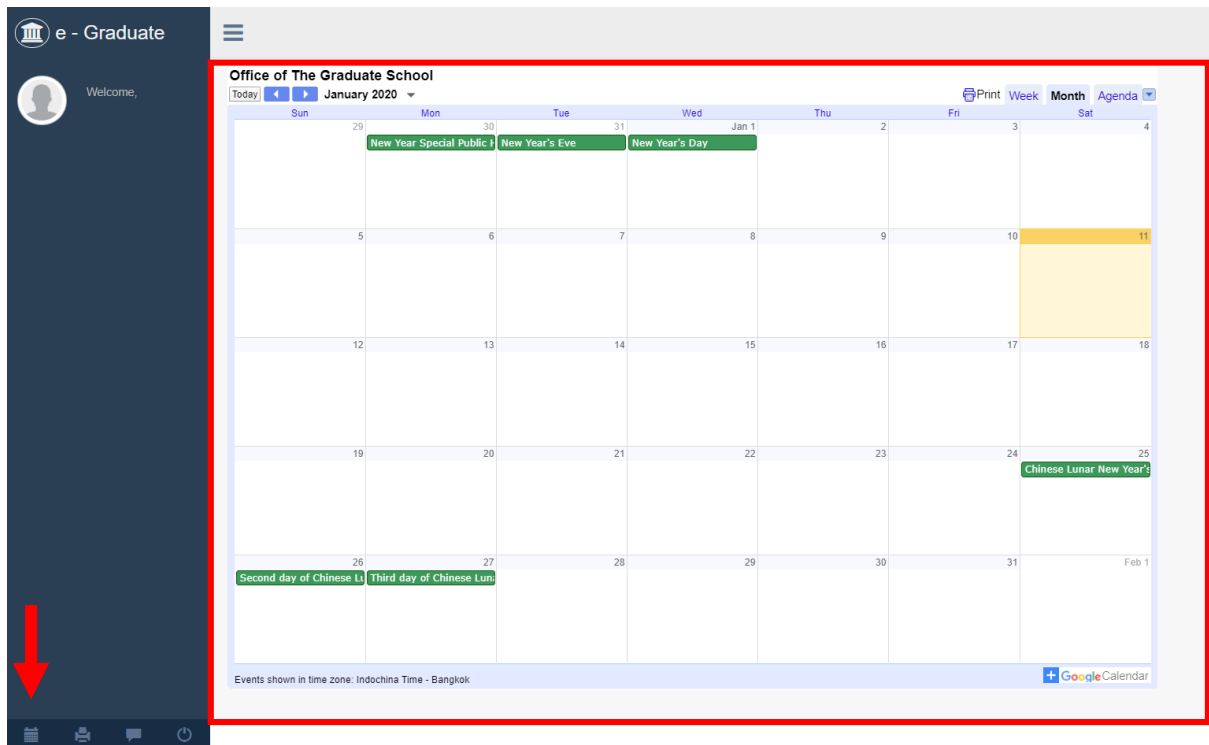 e - Graduate
Welcome,
Office of The Graduate School
Today January 2020 Print Week Month Agenda
Sun Mon Tue Wed Thu Fri Sat
29 30 31 Jan 1 2 3 4
New Year Special Public H New Year's Eve New Year's Day
5 6 7 8 9 10 11
12 13 14 15 16 17 18
19 20 21 22 23 24 25
Chinese Lunar New Year's
26 27 28 29 30 31 Feb 1
Second day of Chinese Lu Third day of Chinese Luna
Events shown in time zone: Indochina Time - Bangkok
+ GoogleCalendar